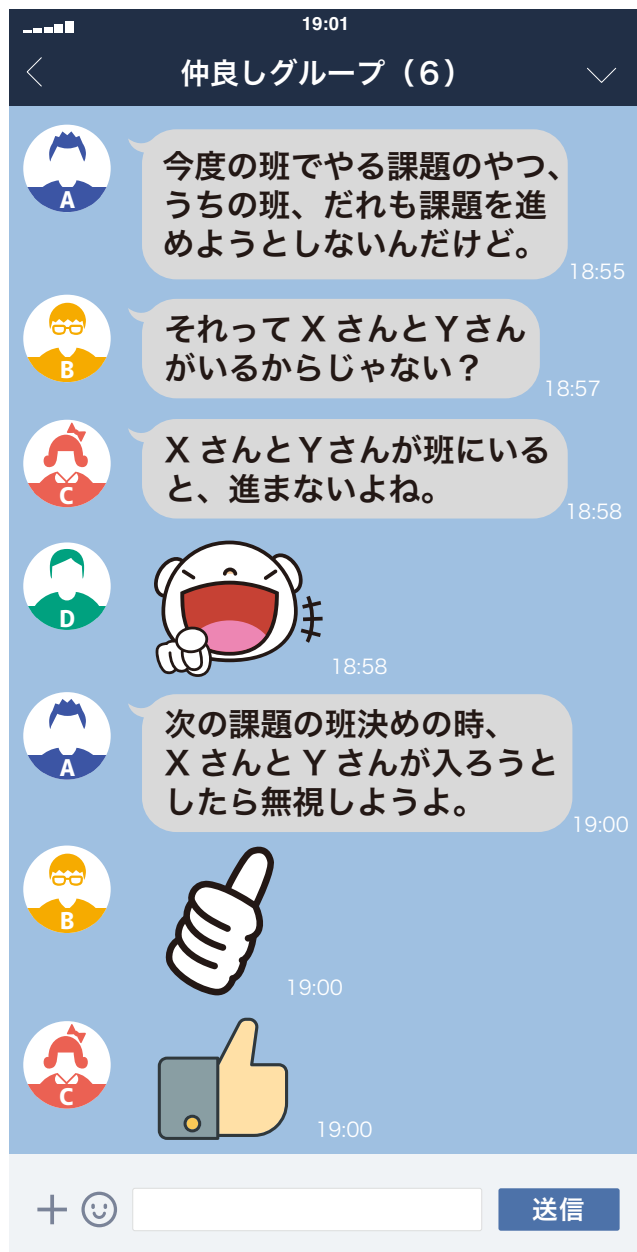 19:01
仲良しグループ（６）
A
今度の班でやる課題のやつ、
うちの班、だれも課題を進
めようとしないんだけど。
18:55
B
それって X さんとYさん
がいるからじゃない？
18:57
C
X さんとYさんが班にいる
と、進まないよね。
18:58
D
18:58
A
次の課題の班決めの時、
X さんと Y さんが入ろうと
したら無視しようよ。
19:00
B
19:00
C
19:00
送信